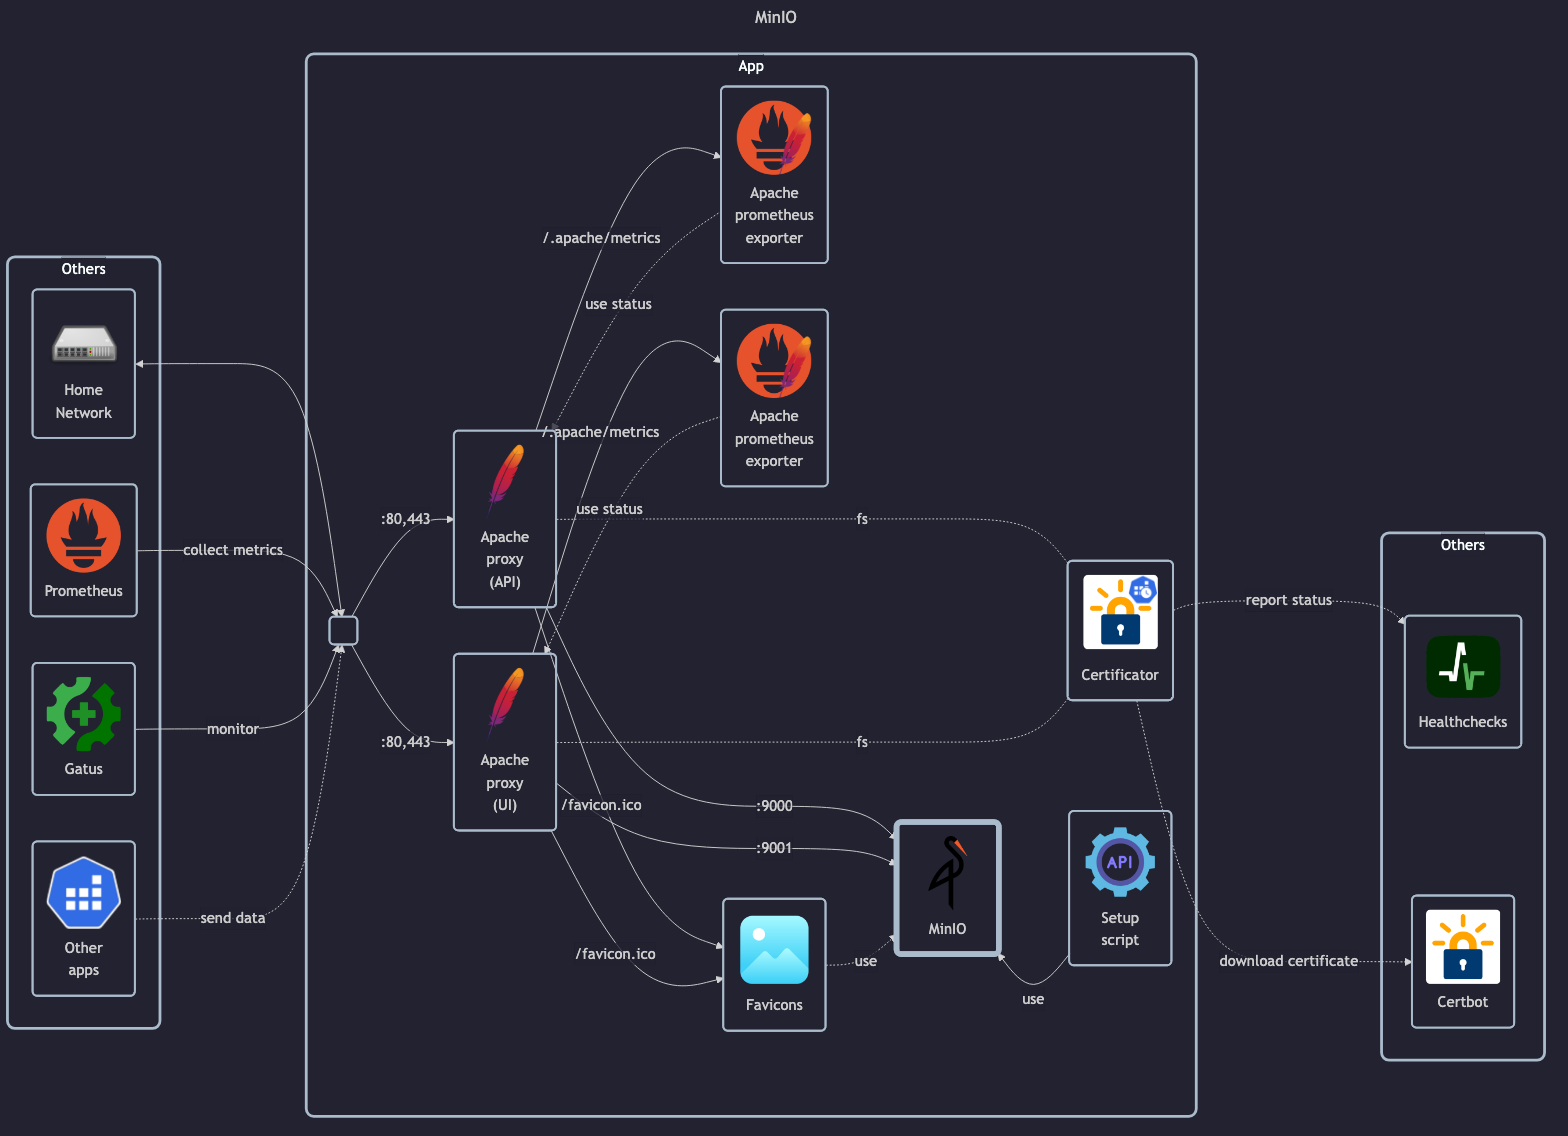 MinIO
App
Apache
prometheus
exporter
/.apache/metrics
use status
Others
Home
Network
Apache
prometheus
exporter
/.apache/metrics
use status
:80,443
Apache
proxy
(API)
fs
collect metrics
Prometheus
Certificator
Others
report status
Healthchecks
monitor
Gatus
:80,443
Apache
proxy
(UI)
fs
/favicon.ico
:9000
:9001
MinIO
API
Setup
script
send data
Other
apps
/favicon.ico
Favicons
use
use
download certificate
Certbot